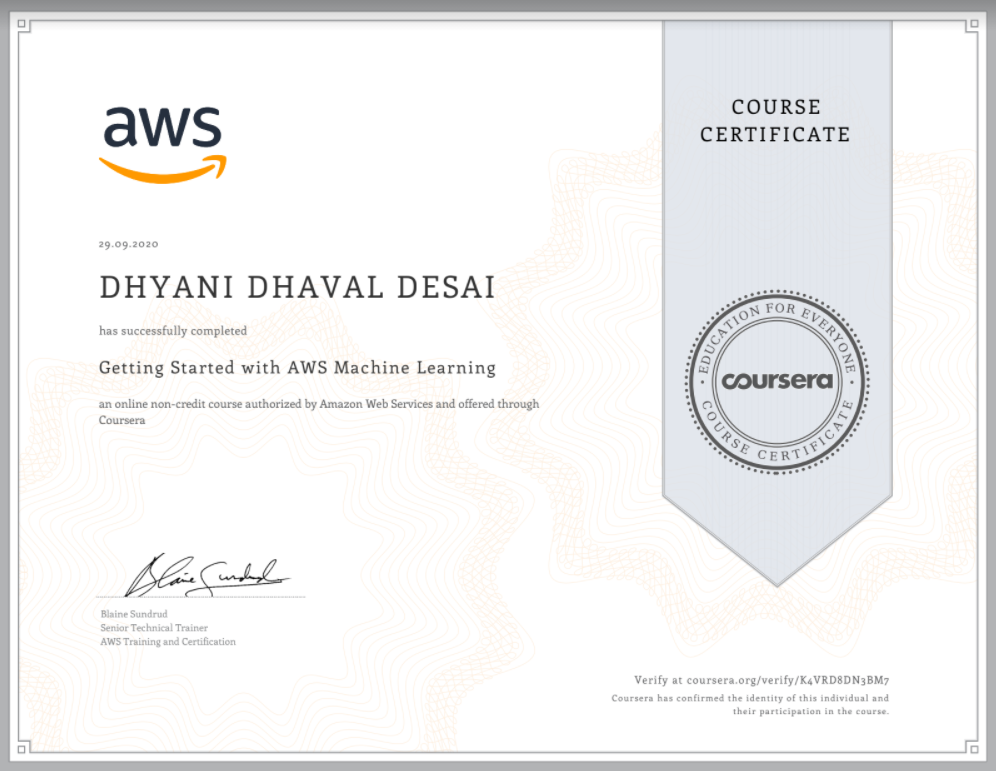 aws
COURSE
CERTIFICATE
29.09.2020
DHYANI DHAVAL DESAI
has successfully completed
Getting Started with AWS Machine Learning
an online non-credit course authorized by Amazon Web Services and offered through
Coursera
EDUCATION FOR EVERYONE
coursera
COURSE CERTIFICATE
Blaine Sundrud
Blaine Sundrud
Senior Technical Trainer
AWS Training and Certification
Verify at coursera.org/verify/K4VRD8DN3BM7
Coursera has confirmed the identity of this individual and
their participation in the course.